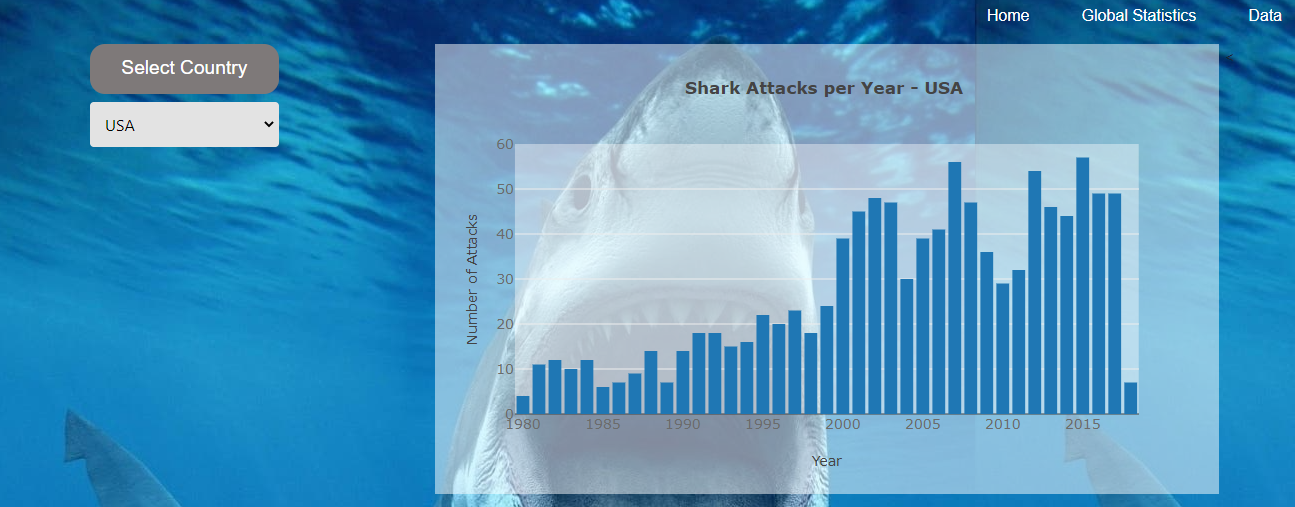 Home Global Statistics Data
Select Country
USA
Shark Attacks per Year - USA
60
50
40
30
20
10
0
Number of Attacks
1980 1985 1990 1995 2000 2005 2010 2015
Year